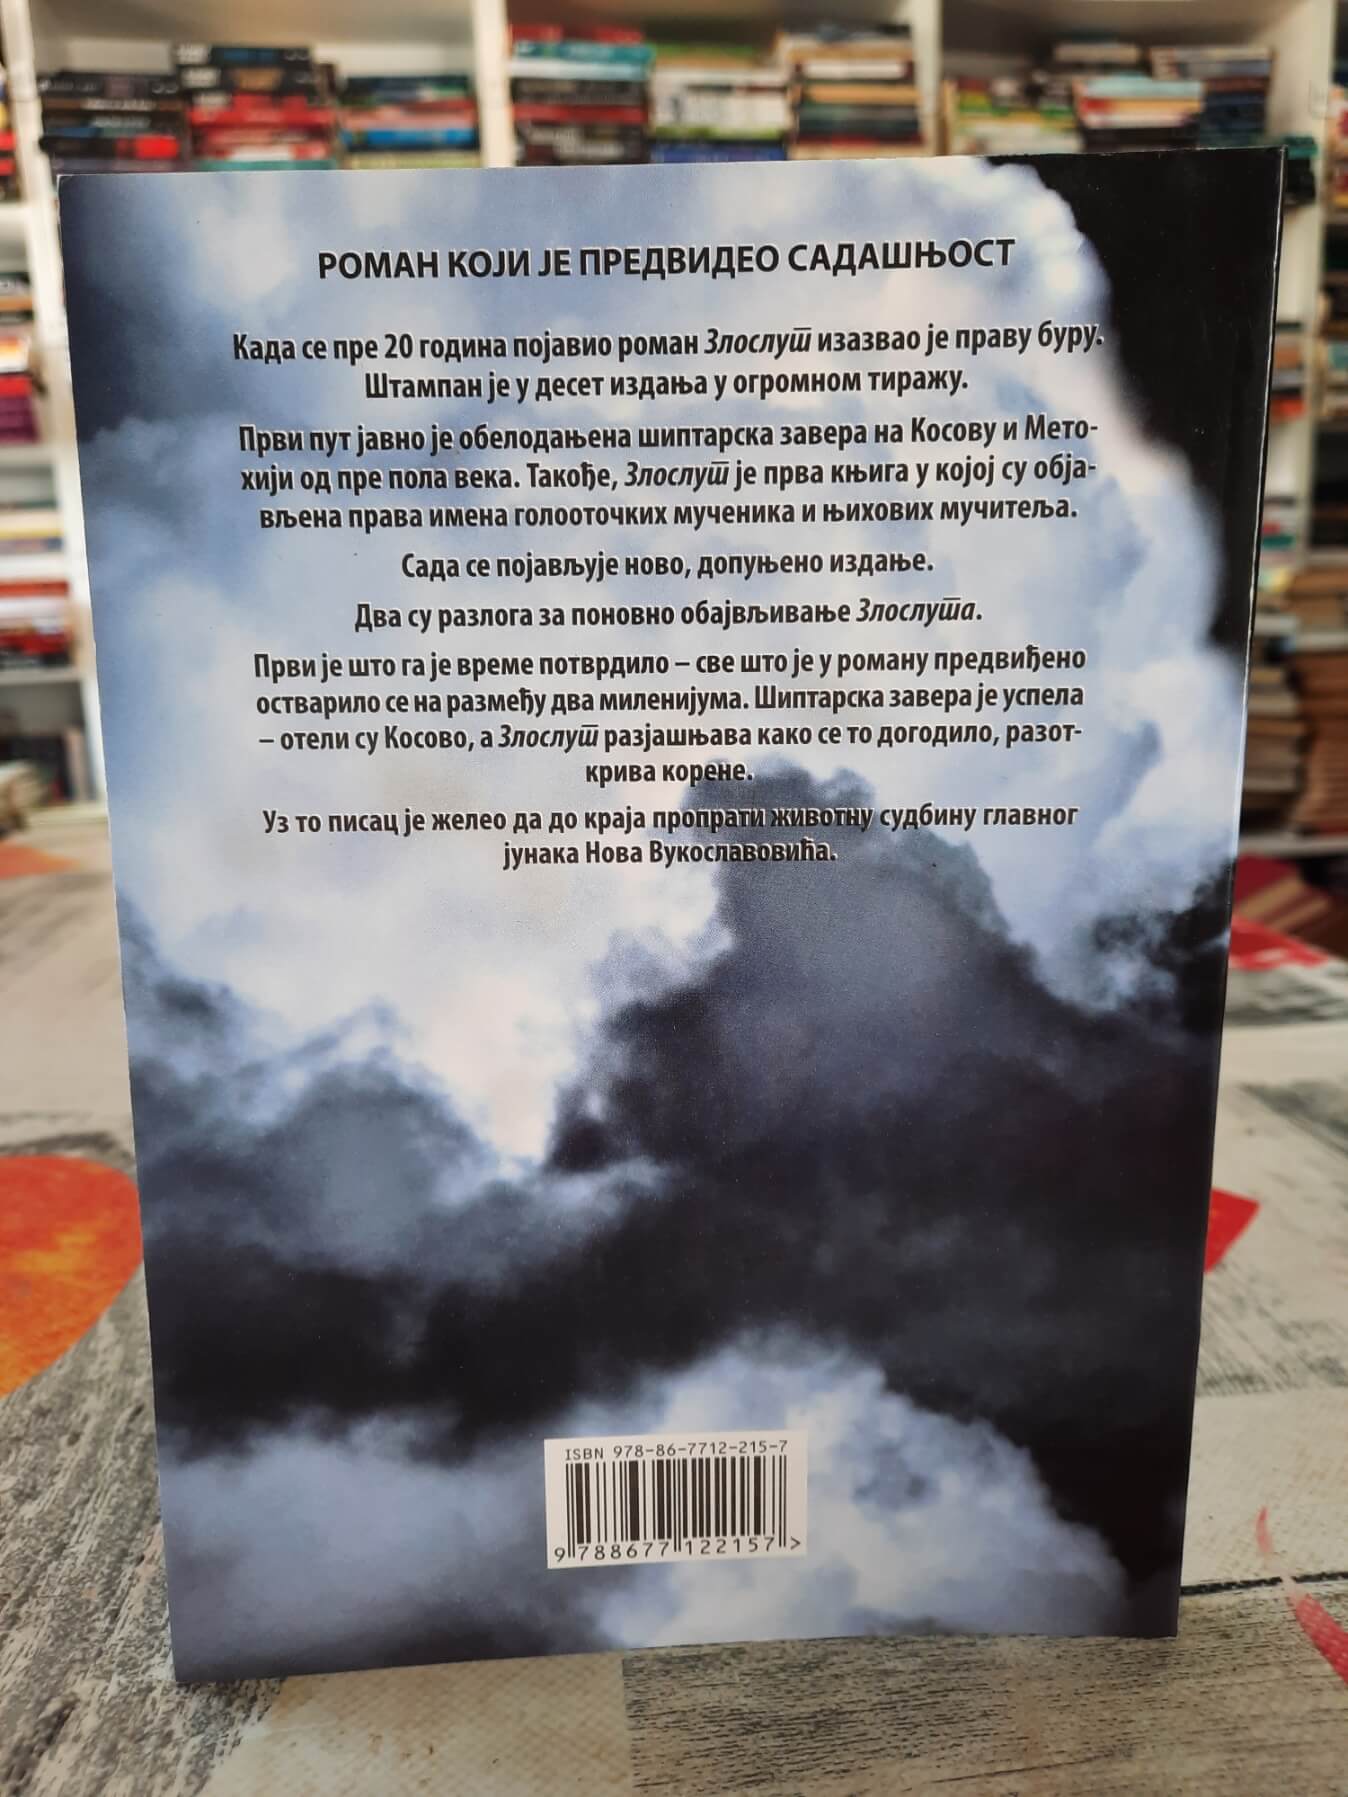 РОМАН КОЈИ ЈЕ ПРЕДВИДЕО САДАШЊОСТ
Када се пре 20 година појавио роман Злослут изазвао је праву буру.
Штампан је у десет издања у огромном тиражу.
Први пут јавно је обелодањена шиптарска завера на Косову и Мето-
хији од пре пола века. Такође, Злослут је прва књига у којој су обја-
вљена права имена голооточких мученика и њихових мучитеља.
Сада се појављује ново, допуњено издање.
Два су разлога за поновно обајвљивање Злослута.
Први је што га је време потврдило – све што је у роману предвиђено
остварило се на размеђу два миленијума. Шиптарска завера је успела
– отели су Косово, а Злослут разјашњава како се то догодило, разот-
крива корене.
Уз то писац је желео да до краја пропрати животну судбину главног
јунака Нова Вукославовића.
ISBN 978-86-7712-215-7
9 788677 122157 >